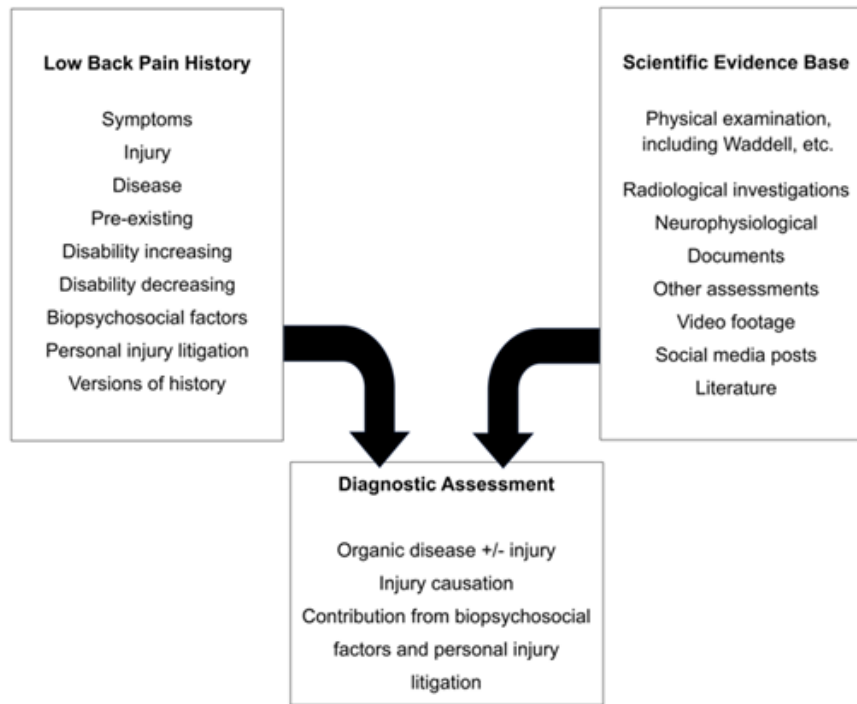 Low Back Pain History
Symptoms
Injury
Disease
Pre-existing
Disability increasing
Disability decreasing
Biopsychosocial factors
Personal injury litigation
Versions of history
Scientific Evidence Base
Physical examination,
including Waddell, etc.
Radiological investigations
Neurophysiological
Documents
Other assessments
Video footage
Social media posts
Literature
Diagnostic Assessment
Organic disease +/- injury
Injury causation
Contribution from biopsychosocial
factors and personal injury
litigation